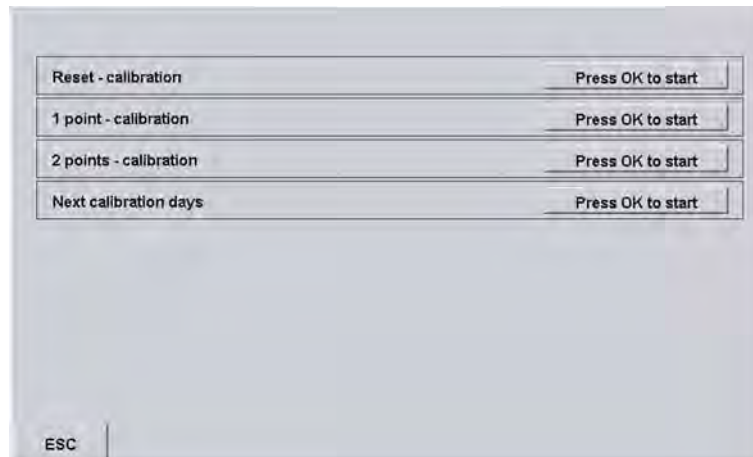 Reset - calibration Press OK to start
1 point - calibration Press OK to start
2 points - calibration Press OK to start
Next calibration days Press OK to start
ESC